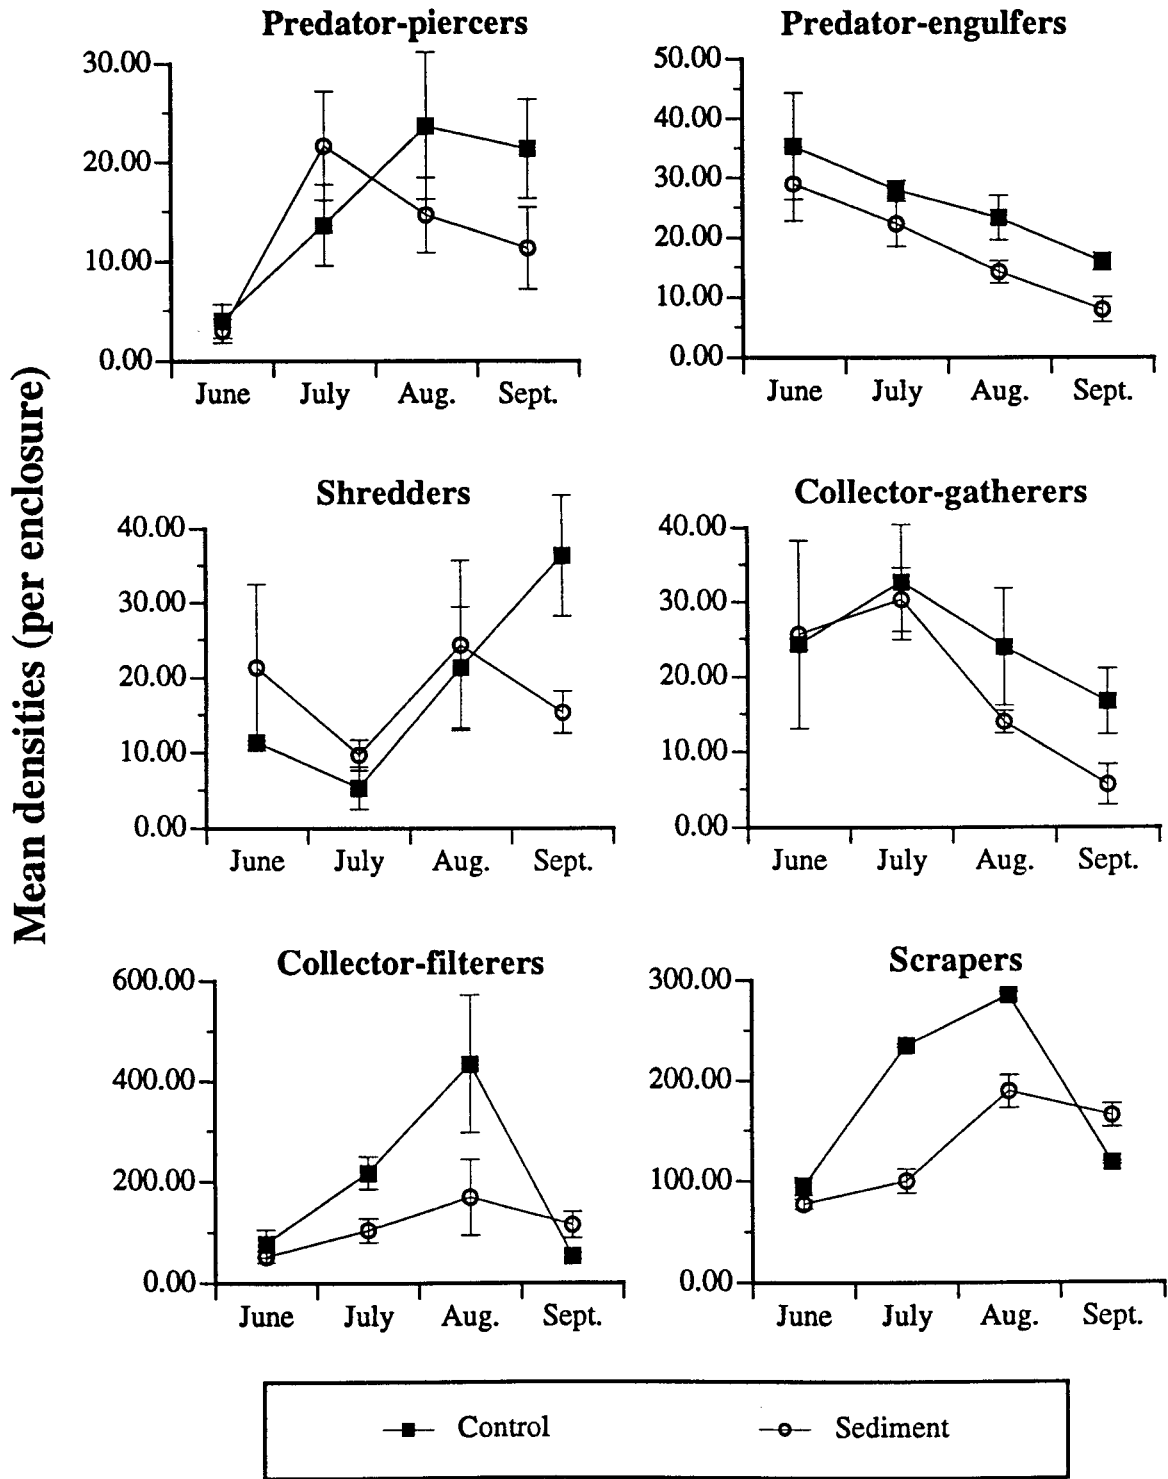 Predator-piercers
30.00
20.00
10.00
0.00
June July Aug. Sept.
Predator-engulfers
50.00
40.00
30.00
20.00
10.00
0.00
June July Aug. Sept.
Mean densities (per enclosure)
Shredders
40.00
30.00
20.00
10.00
0.00
June July Aug. Sept.
Collector-gatherers
40.00
30.00
20.00
10.00
0.00
June July Aug. Sept.
Collector-filterers
600.00
400.00
200.00
0.00
June July Aug. Sept.
Scrapers
300.00
200.00
100.00
0.00
June July Aug. Sept.
Control Sediment